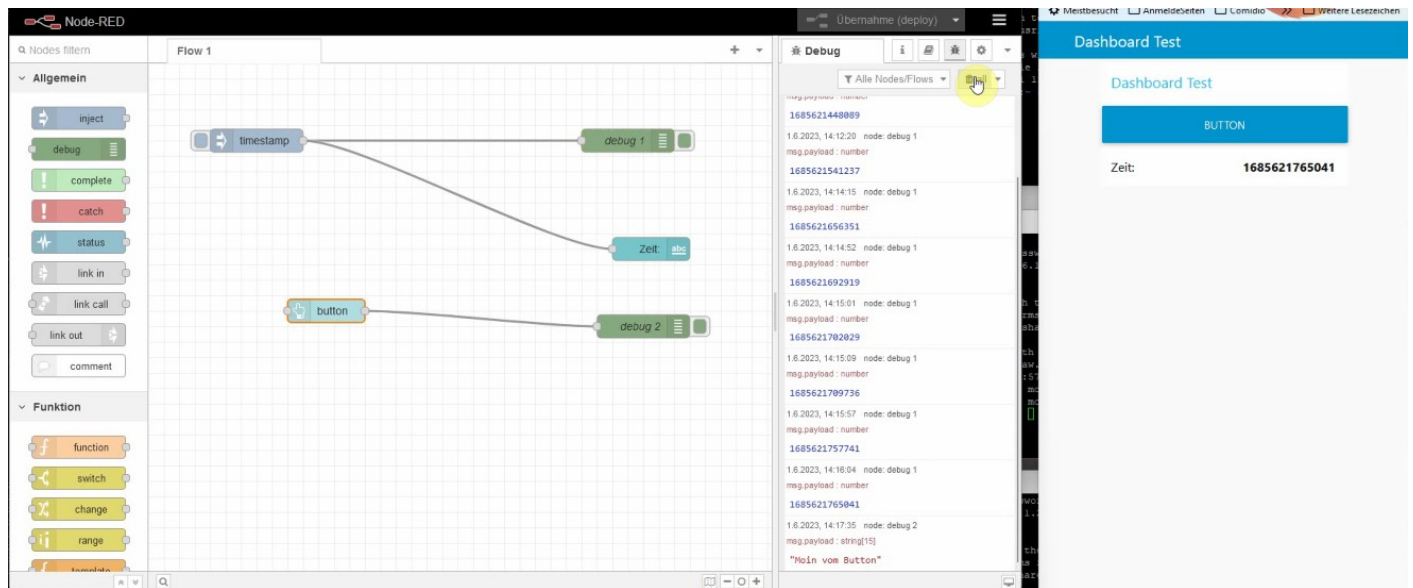 Node-RED
Übernahme (deploy)
Nodes filtern
Flow 1
Debug
i
Alle Nodes/Flows
all
Allgemein
inject
debug
complete
catch
status
link in
link call
link out
comment
Funktion
function
switch
change
range
template
timestamp
debug 1
Zeit:
abc
button
debug 2
msg.payload : number
1685621448089
1.6.2023, 14:12:20 node: debug 1
msg.payload : number
1685621541237
1.6.2023, 14:14:15 node: debug 1
msg.payload : number
1685621656351
1.6.2023, 14:14:52 node: debug 1
msg.payload : number
1685621692919
1.6.2023, 14:15:01 node: debug 1
msg.payload : number
1685621702029
1.6.2023, 14:15:09 node: debug 1
msg.payload : number
1685621709736
1.6.2023, 14:15:57 node: debug 1
msg.payload : number
1685621757741
1.6.2023, 14:16:04 node: debug 1
msg.payload : number
1685621765041
1.6.2023, 14:17:35 node: debug 2
msg.payload : string[15]
"Moin vom Button"
Meistbesucht AnmeldeSeiten Comidio Weitere Lesezeichen
Dashboard Test
Dashboard Test
BUTTON
Zeit: 1685621765041